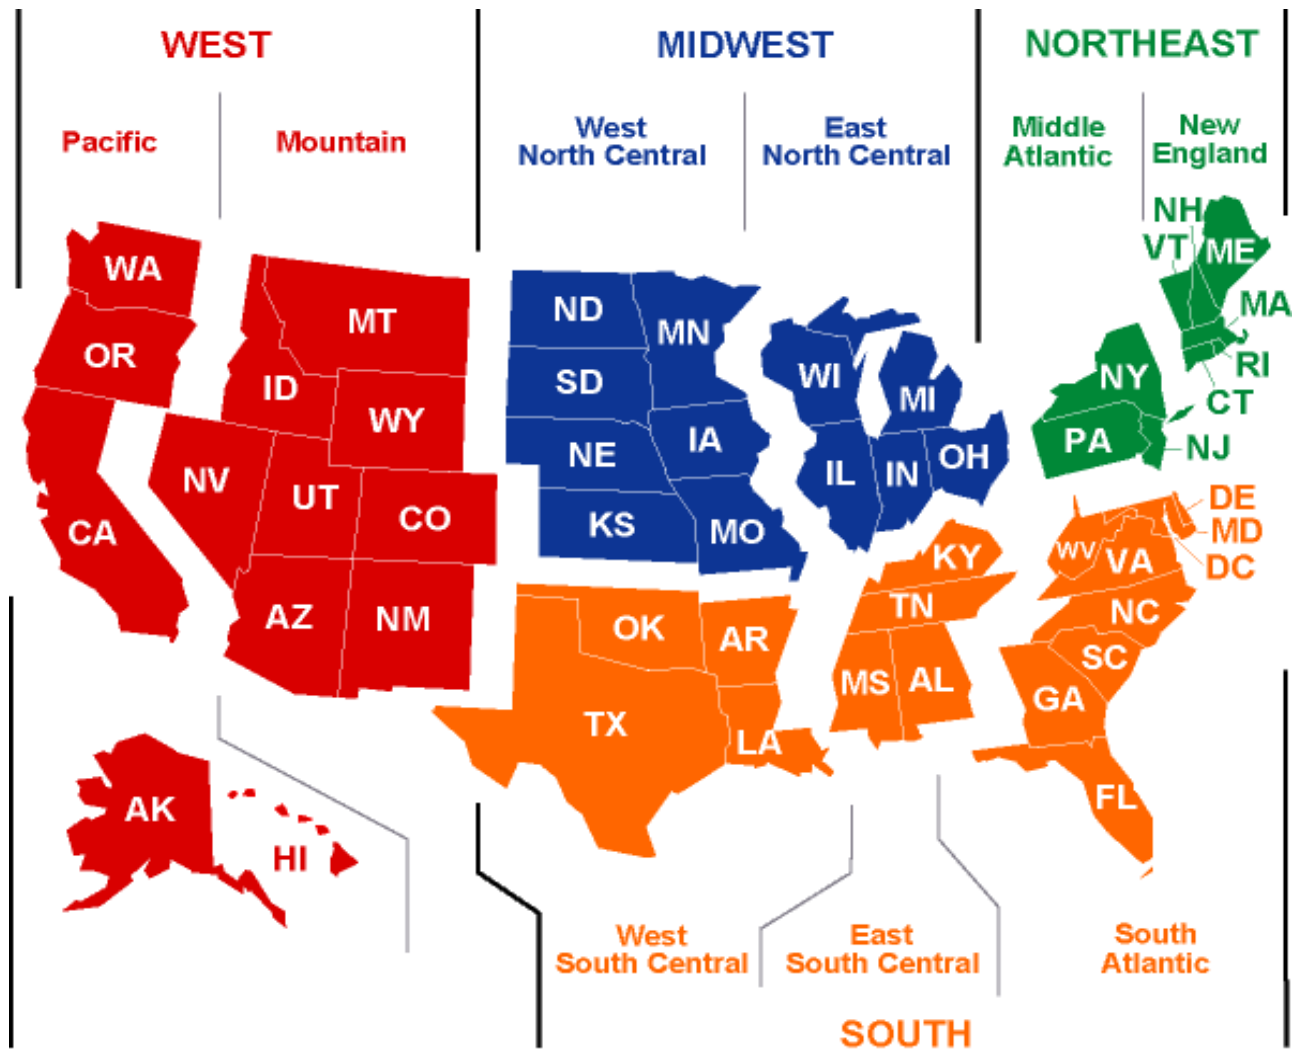 WEST
MIDWEST
NORTHEAST
Pacific
Mountain
West
North Central
East
North Central
Middle
Atlantic
New
England
WA
OR
CA
NV
ID
MT
WY
UT
CO
AZ
NM
AK
HI
ND
SD
NE
KS
MN
IA
MO
WI
MI
IL
IN
OH
NH
VT
ME
MA
RI
CT
NY
PA
NJ
DE
MD
DC
WV
VA
NC
SC
GA
FL
KY
TN
MS
AL
OK
AR
TX
LA
West
South Central
East
South Central
South
Atlantic
SOUTH